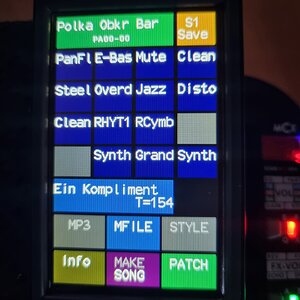 Polka Obkr Bar
PA00-00
S1
Save
PanFl E-Bas Mute Clean
Steel Overd Jazz Disto
Clean RHYT1 RCymb
Synth Grand Synth
Ein Kompliment
T=154
MP3 MFiLE STYLE
Info MAKE SONG PATCH